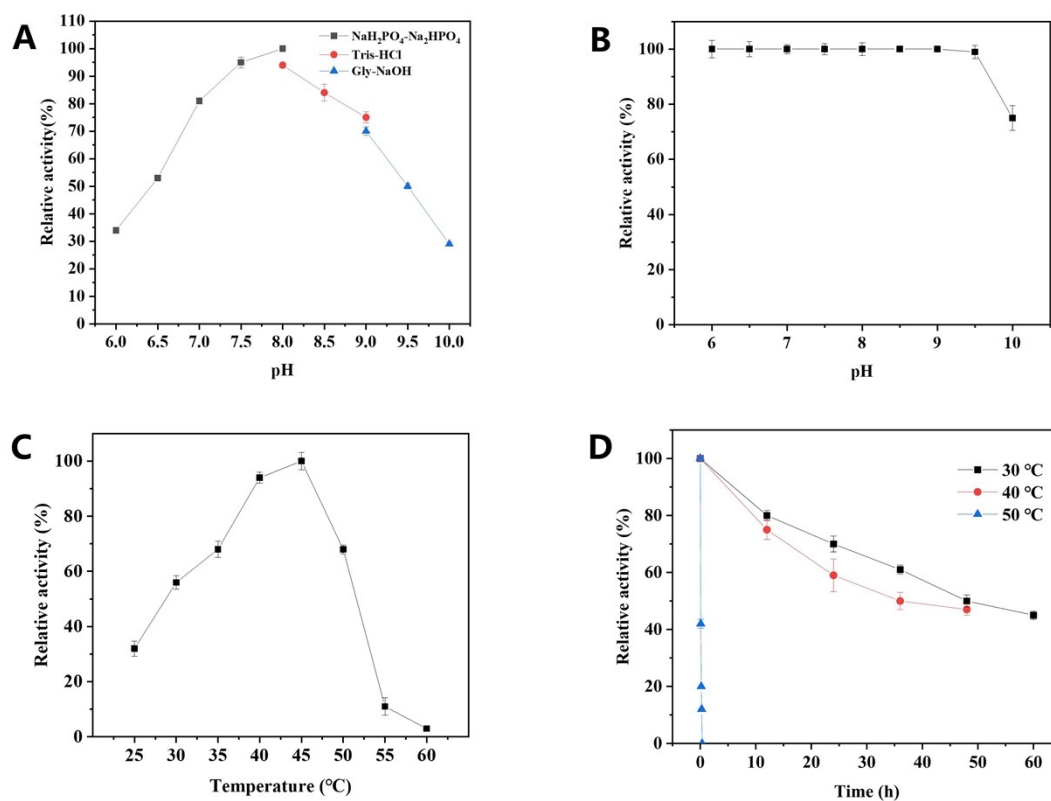 A
Relative activity(%)
110
100
90
80
70
60
50
40
30
20
10
0
6.0 6.5 7.0 7.5 8.0 8.5 9.0 9.5 10.0
pH
NaH₂PO₄-Na₂HPO₄
Tris-HCl
Gly-NaOH
B
Relative activity (%)
100
80
60
40
20
0
6 7 8 9 10
pH
C
Relative activity (%)
100
80
60
40
20
0
25 30 35 40 45 50 55 60
Temperature (℃)
D
Relative activity (%)
100
80
60
40
20
0
0 10 20 30 40 50 60
Time (h)
30 ℃
40 ℃
50 ℃